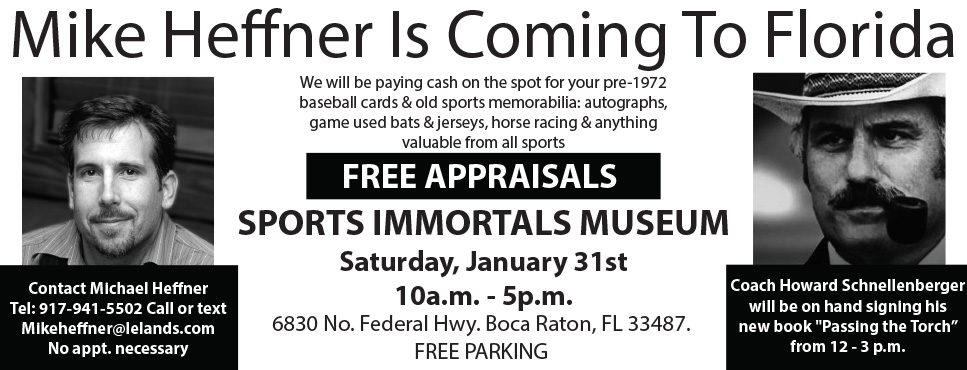 Mike Heffner Is Coming To Florida
We will be paying cash on the spot for your pre-1972
baseball cards & old sports memorabilia: autographs,
game used bats & jerseys, horse racing & anything
valuable from all sports
FREE APPRAISALS
SPORTS IMMORTALS MUSEUM
Saturday, January 31st
10a.m. - 5p.m.
6830 No. Federal Hwy. Boca Raton, FL 33487.
FREE PARKING
Contact Michael Heffner
Tel: 917-941-5502 Call or text
Mikeheffner@lelands.com
No appt. necessary
Coach Howard Schnellenberger
will be on hand signing his
new book "Passing the Torch”
from 12 - 3 p.m.